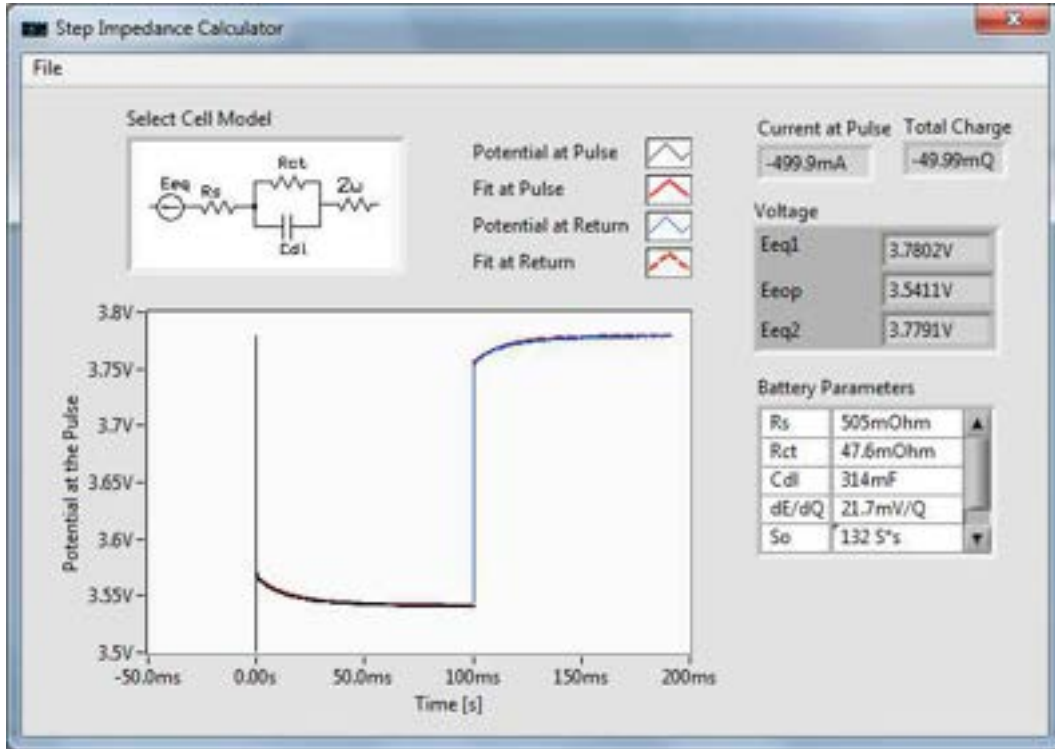 Step Impedance Calculator
File
Select Cell Model
Eeq Rs Rct Cdl Zω
Potential at Pulse
Fit at Pulse
Potential at Return
Fit at Return
Current at Pulse Total Charge
-499.9mA -49.99mQ
Voltage
Eeq1 3.7802V
Eeop 3.5411V
Eeq2 3.7791V
Battery Parameters
Rs 505mOhm
Rct 47.6mOhm
Cdl 314mF
dE/dQ 21.7mV/Q
So 132 S*s
Potential at the Pulse
3.8V
3.75V
3.7V
3.65V
3.6V
3.55V
3.5V
-50.0ms 0.00s 50.0ms 100ms 150ms 200ms
Time [s]